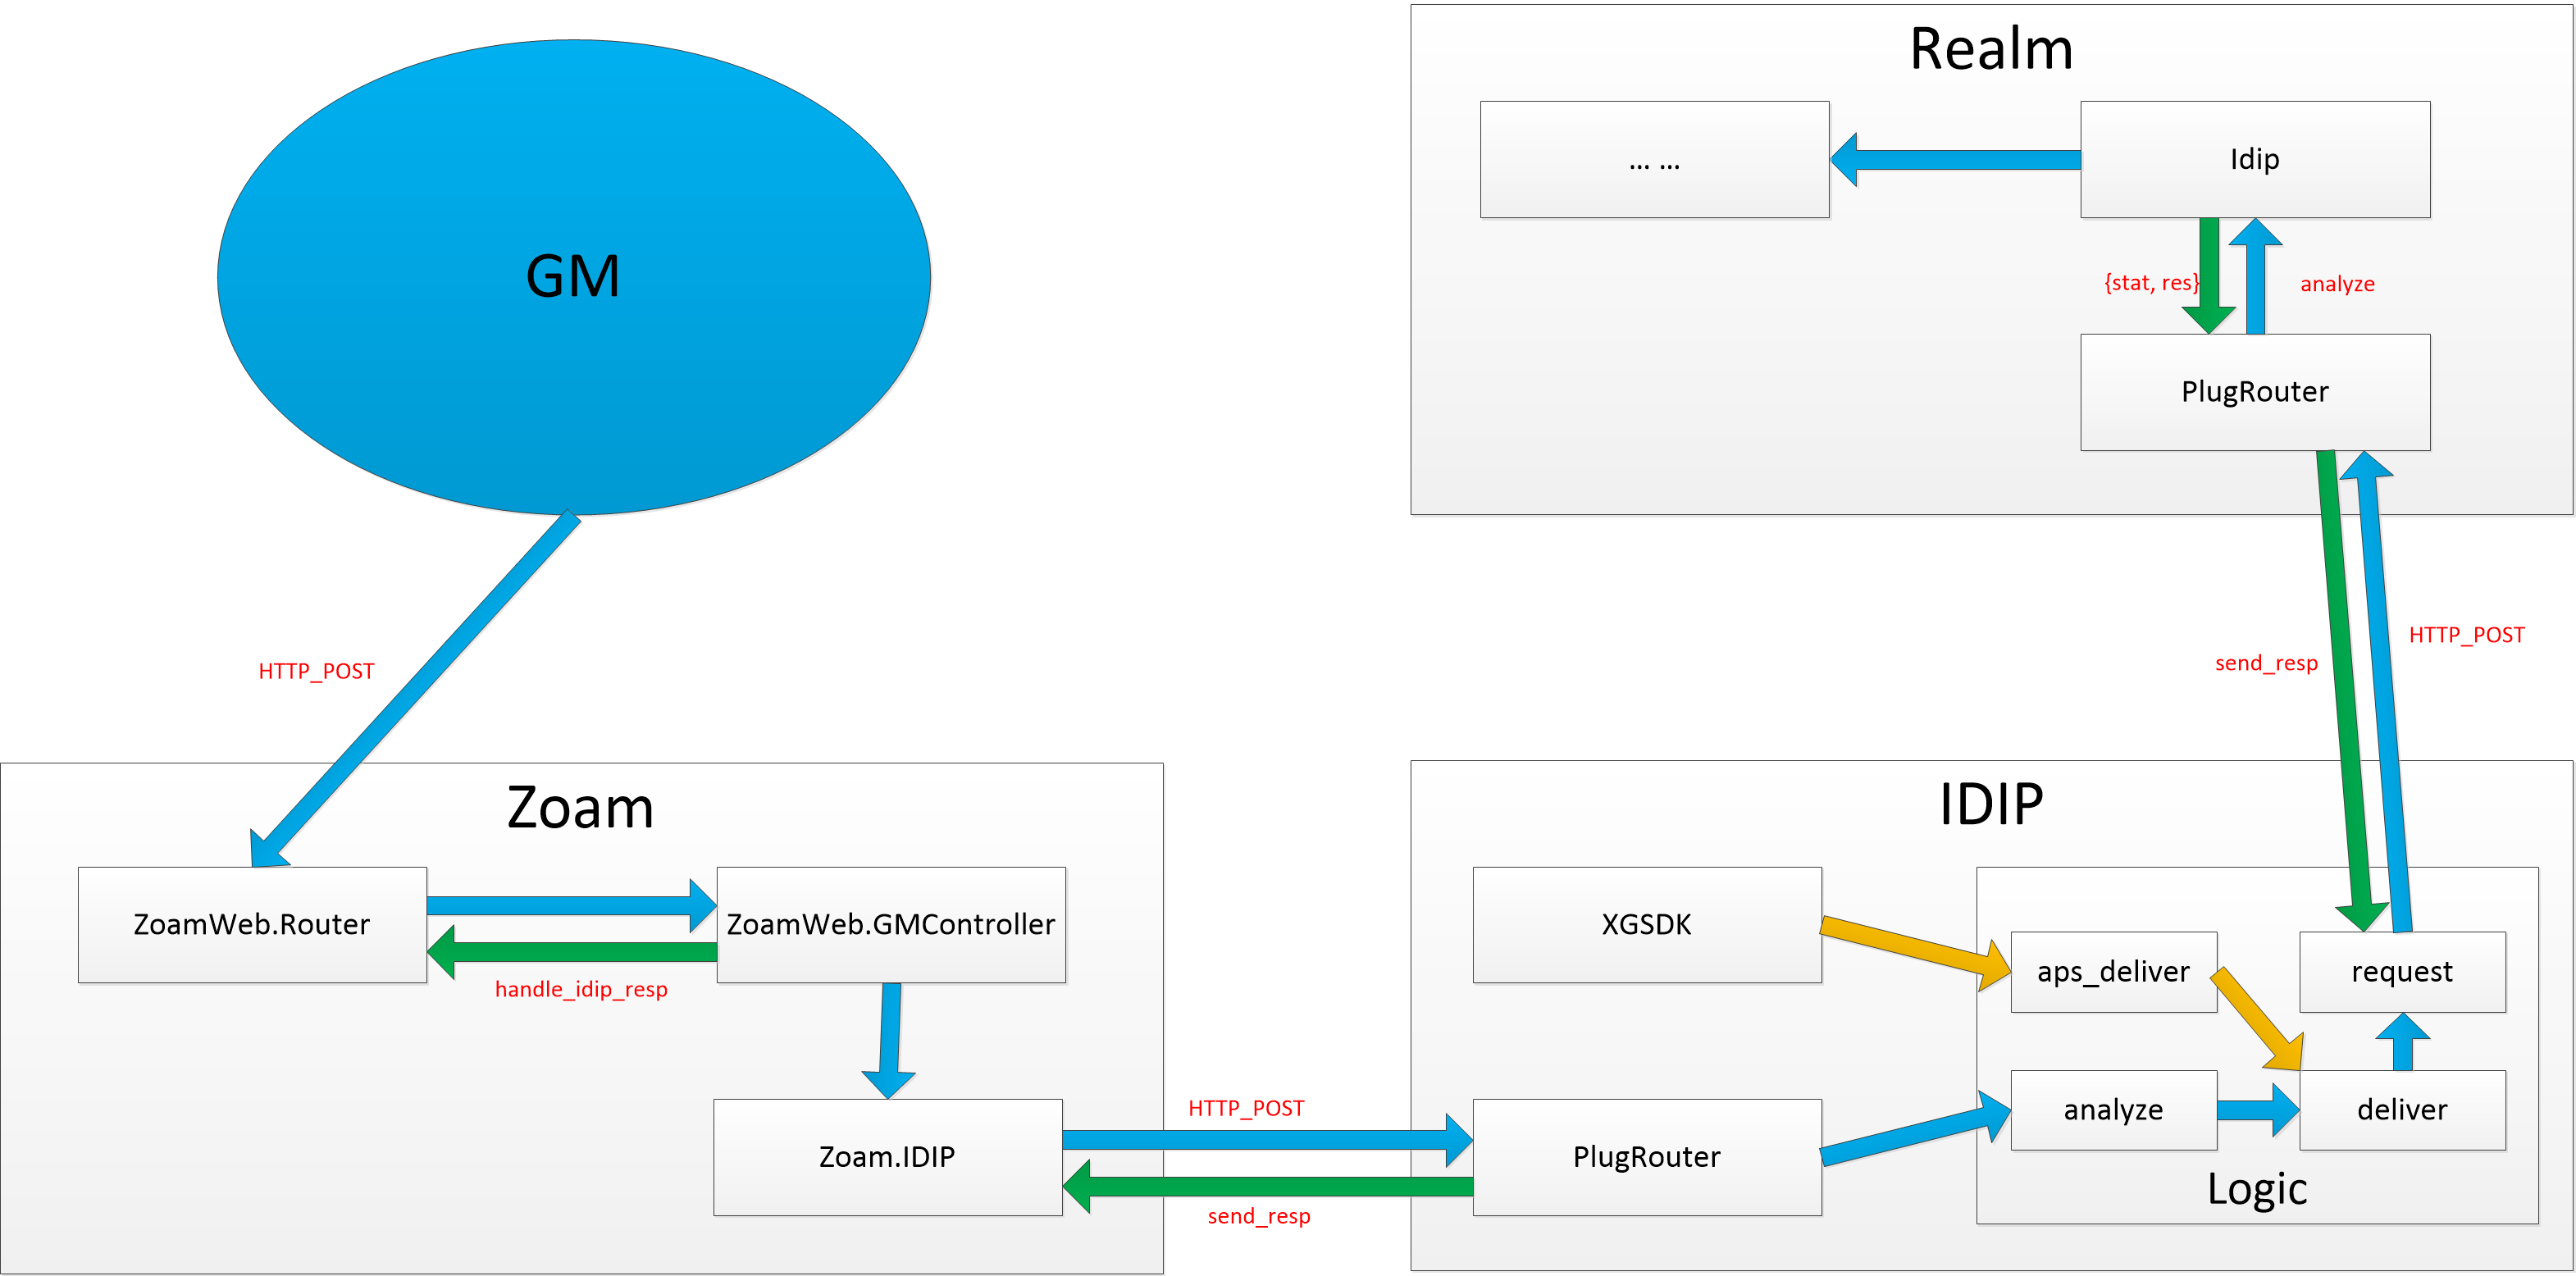 Realm
... ...
Idip
GM
{stat, res}
analyze
PlugRouter
HTTP_POST
send_resp
HTTP_POST
Zoam
IDIP
ZoamWeb.Router
ZoamWeb.GMController
XGSDK
handle_idip_resp
aps_deliver
request
Zoam.IDIP
HTTP_POST
send_resp
PlugRouter
analyze
deliver
Logic